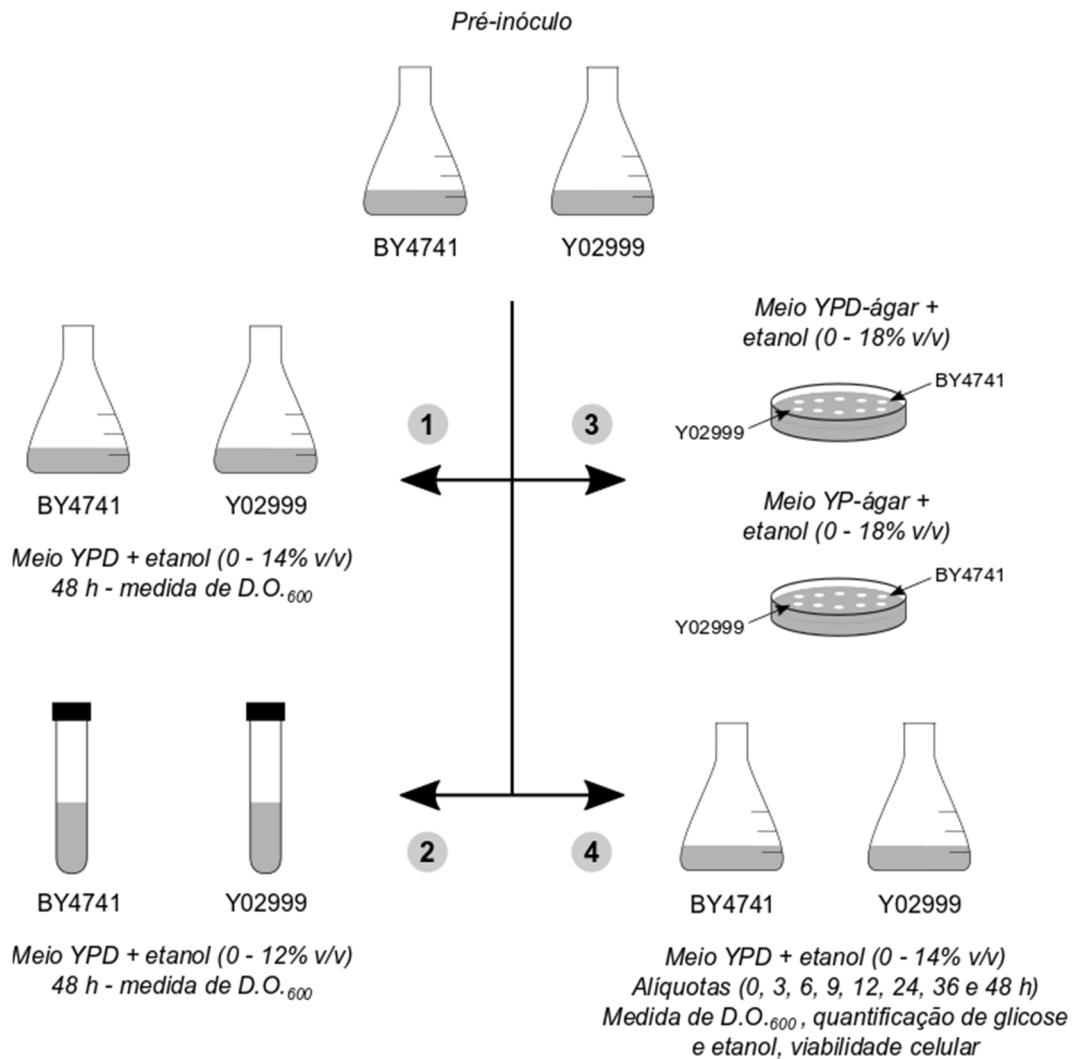 Pré-inóculo
BY4741
Y02999
BY4741
Y02999
Meio YPD + etanol (0 - 14% v/v)
48 h - medida de D.O.600
1
3
Meio YPD-ágar +
etanol (0 - 18% v/v)
BY4741
Y02999
Meio YP-ágar +
etanol (0 - 18% v/v)
BY4741
Y02999
BY4741
Y02999
Meio YPD + etanol (0 - 12% v/v)
48 h - medida de D.O.600
2
4
BY4741
Y02999
Meio YPD + etanol (0 - 14% v/v)
Alíquotas (0, 3, 6, 9, 12, 24, 36 e 48 h)
Medida de D.O.600 , quantificação de glicose
e etanol, viabilidade celular